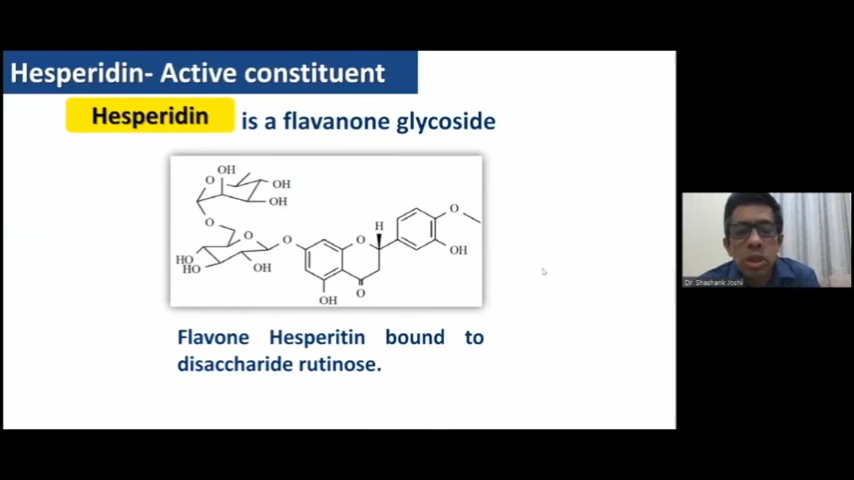 Hesperidin- Active constituent
Hesperidin is a flavanone glycoside
OH
O
OH
OH
O
O
O
HO
HO
OH
O
H
O
OH
OH
O
Flavone Hesperitin bound to
disaccharide rutinose.
Dr. Shashank Joshi